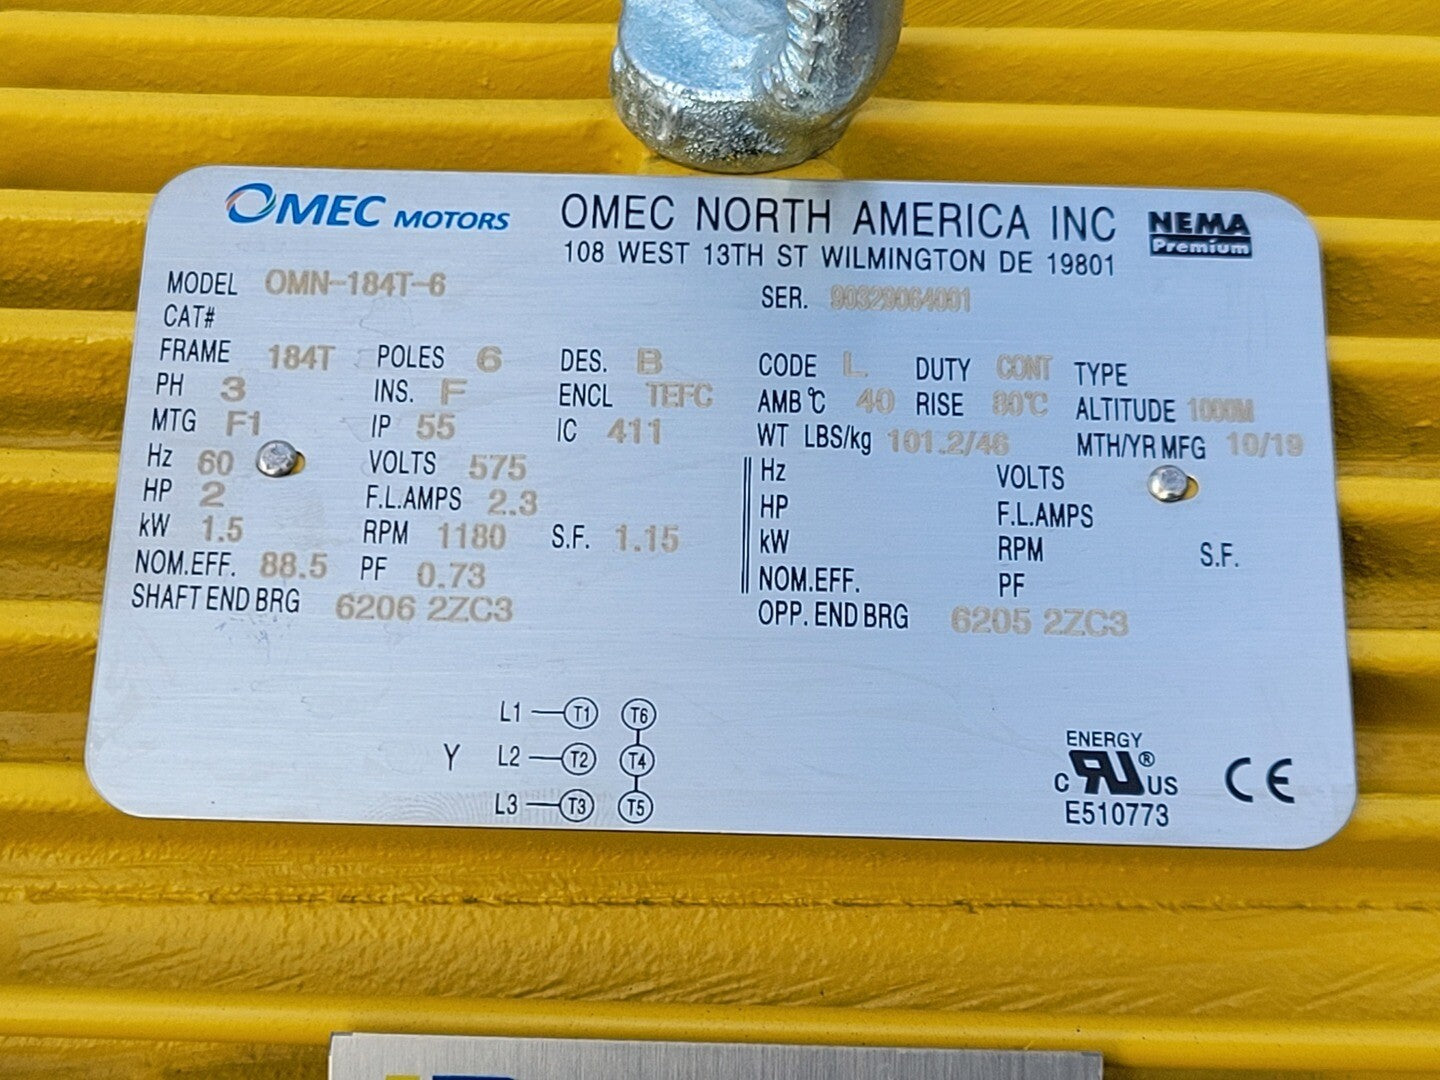 OMEC MOTORS OMEC NORTH AMERICA INC NEMA Premium
108 WEST 13TH ST WILMINGTON DE 19801
MODEL OMN-184T-6 SER. 90329064001
CAT#
FRAME 184T POLES 6 DES. B CODE L DUTY CONT TYPE
PH 3 INS. F ENCL TEFC AMB°C 40 RISE 80°C ALTITUDE 1000M
MTG F1 IP 55 IC 411 WT LBS/kg 101.2/46 MTH/YR MFG 10/19
Hz 60 VOLTS 575 Hz VOLTS
HP 2 F.L.AMPS 2.3 HP F.L.AMPS
kW 1.5 RPM 1180 S.F. 1.15 kW RPM S.F.
NOM.EFF. 88.5 PF 0.73 NOM.EFF. PF
SHAFT END BRG 6206 2ZC3 OPP. END BRG 6205 2ZC3
L1 T1 T6
Y L2 T2 T4
L3 T3 T5
ENERGY
C RU ® US CE
E510773